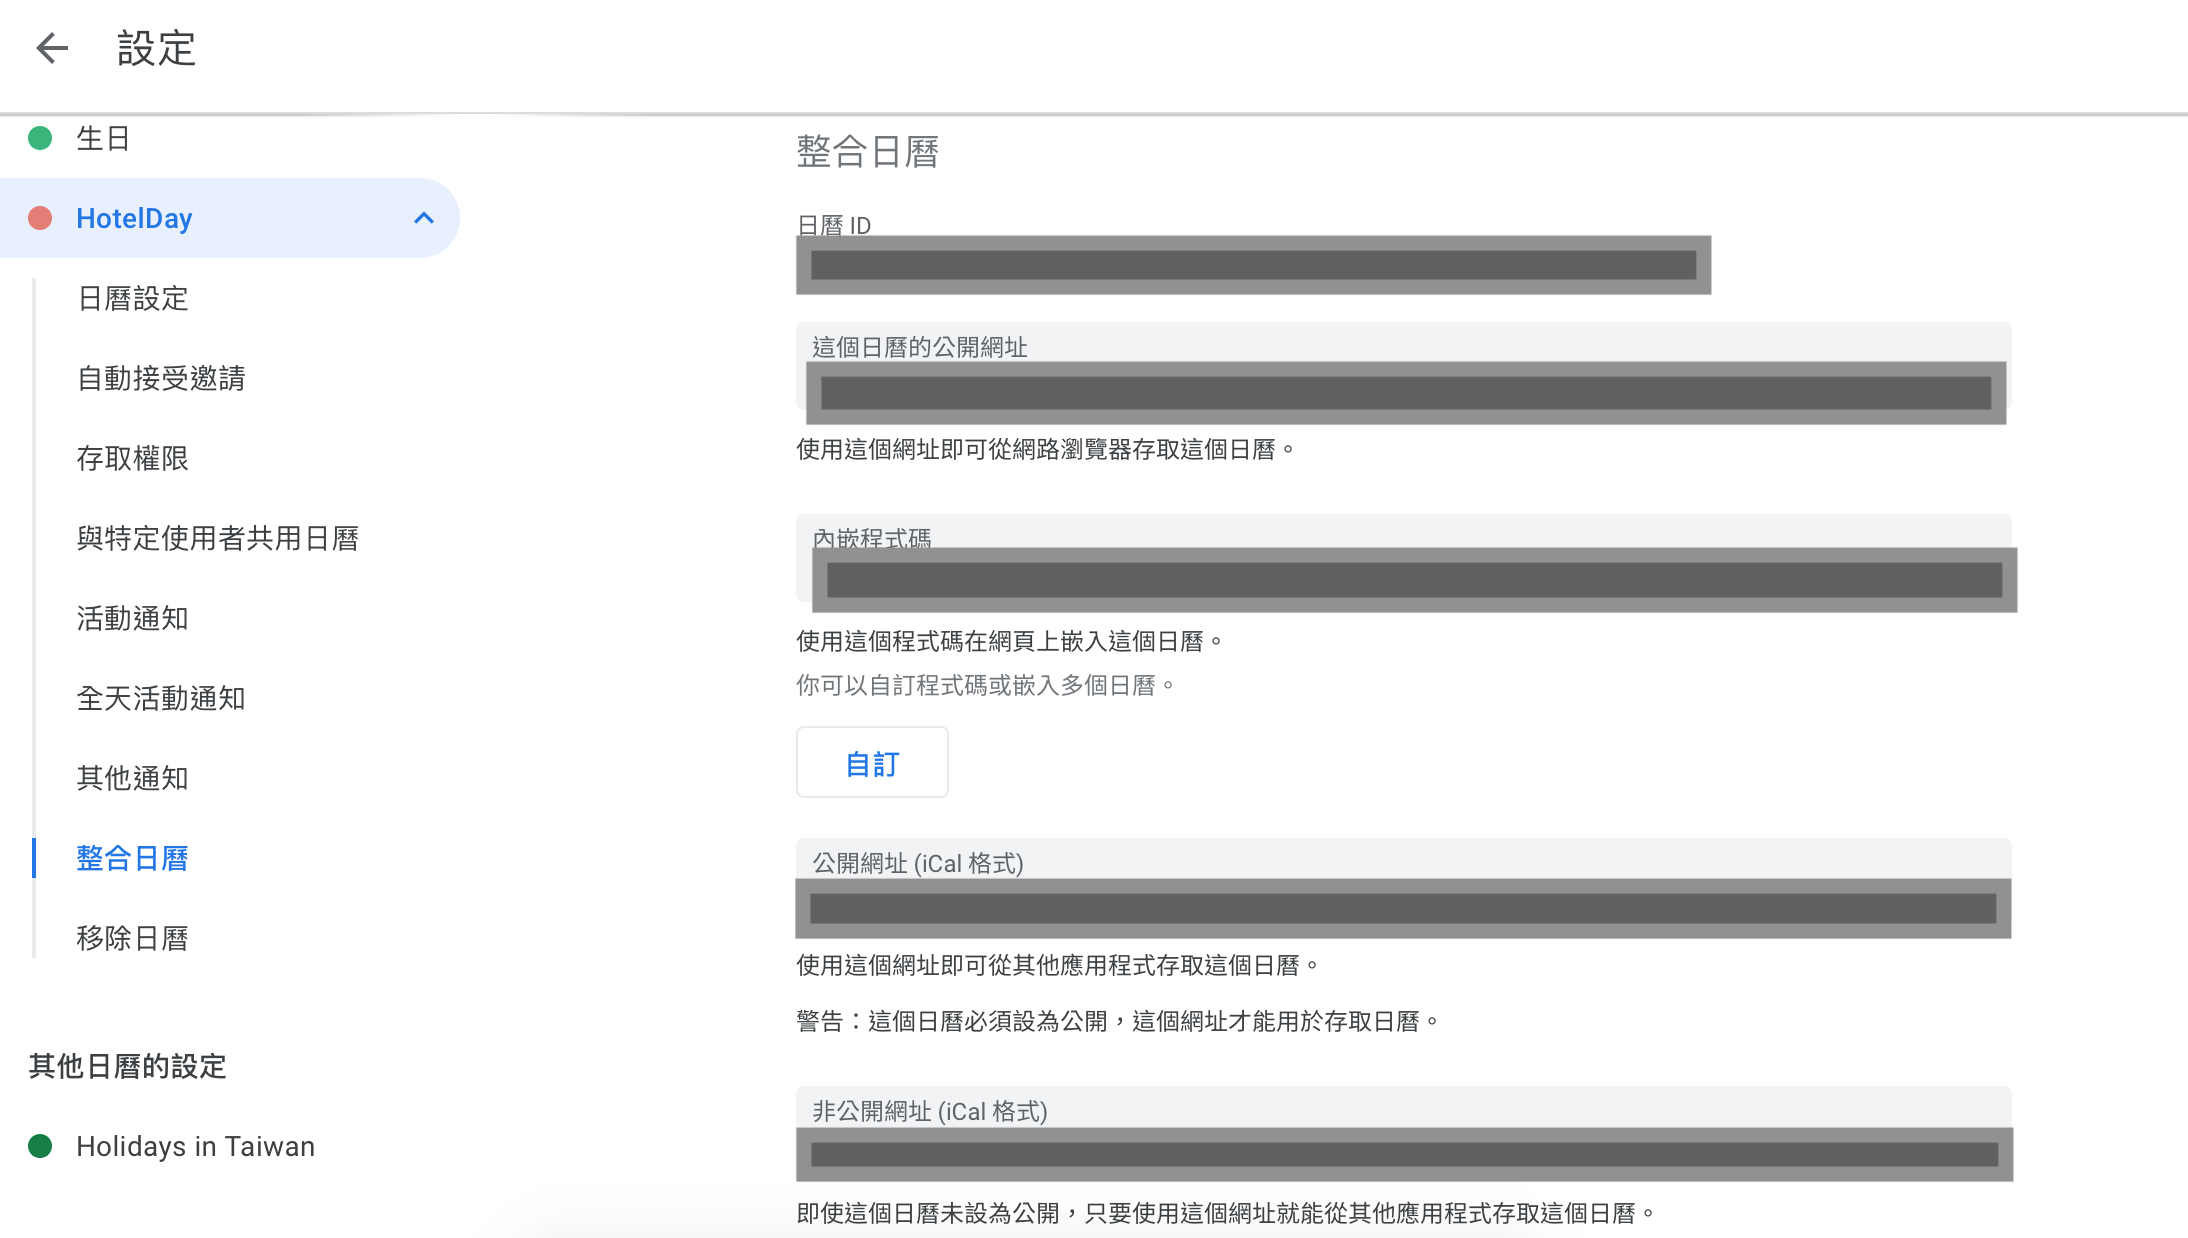 設定
生日
HotelDay
日曆設定
自動接受邀請
存取權限
與特定使用者共用日曆
活動通知
全天活動通知
其他通知
整合日曆
移除日曆
其他日曆的設定
Holidays in Taiwan
整合日曆
日曆 ID
這個日曆的公開網址
使用這個網址即可從網路瀏覽器存取這個日曆。
內嵌程式碼
使用這個程式碼在網頁上嵌入這個日曆。
你可以自訂程式碼或嵌入多個日曆。
自訂
公開網址 (iCal 格式)
使用這個網址即可從其他應用程式存取這個日曆。
警告：這個日曆必須設為公開，這個網址才能用於存取日曆。
非公開網址 (iCal 格式)
即使這個日曆未設為公開，只要使用這個網址就能從其他應用程式存取這個日曆。